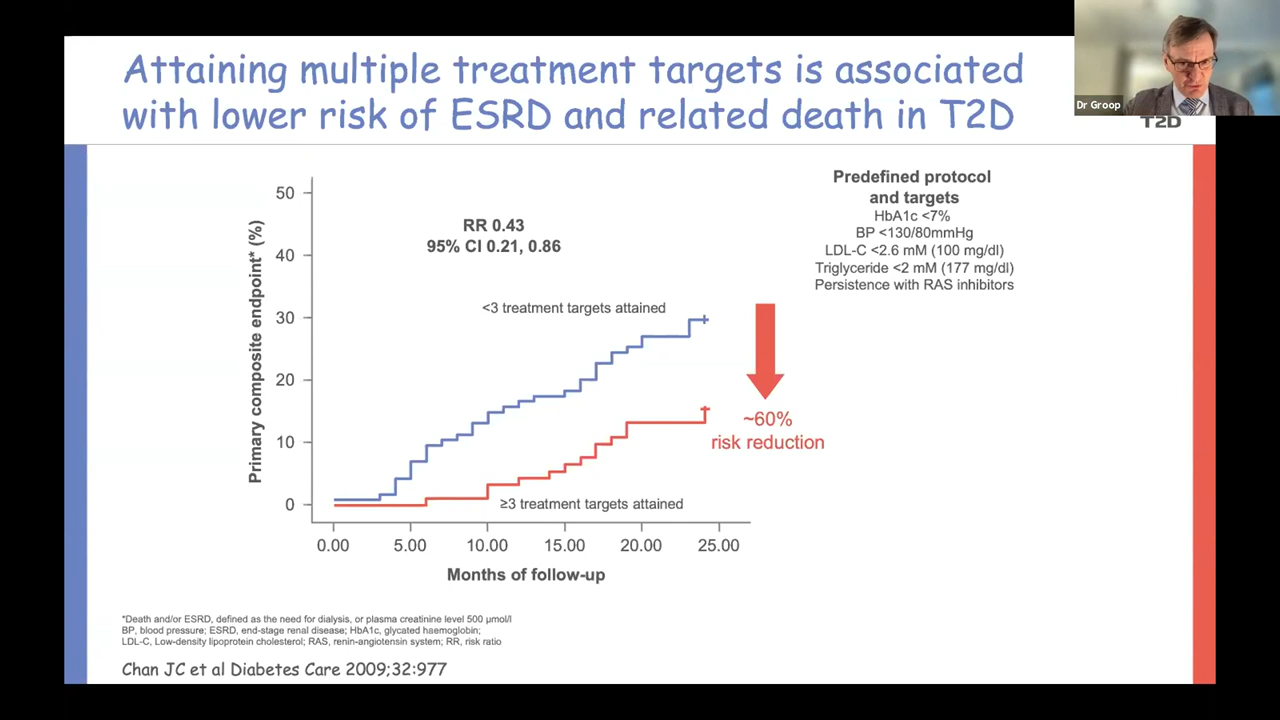 Attaining multiple treatment targets is associated
with lower risk of ESRD and related death in T2D
Dr Groop
T2D
Predefined protocol
and targets
HbA1c <7%
BP <130/80mmHg
LDL-C <2.6 mM (100 mg/dl)
Triglyceride <2 mM (177 mg/dl)
Persistence with RAS inhibitors
Primary composite endpoint* (%)
50
40
30
20
10
0
RR 0.43
95% CI 0.21, 0.86
<3 treatment targets attained
≥3 treatment targets attained
~60%
risk reduction
0.00 5.00 10.00 15.00 20.00 25.00
Months of follow-up
*Death and/or ESRD, defined as the need for dialysis, or plasma creatinine level 500 µmol/l
BP, blood pressure; ESRD, end-stage renal disease; HbA1c, glycated haemoglobin;
LDL-C, Low-density lipoprotein cholesterol; RAS, renin-angiotensin system; RR, risk ratio
Chan JC et al Diabetes Care 2009;32:977